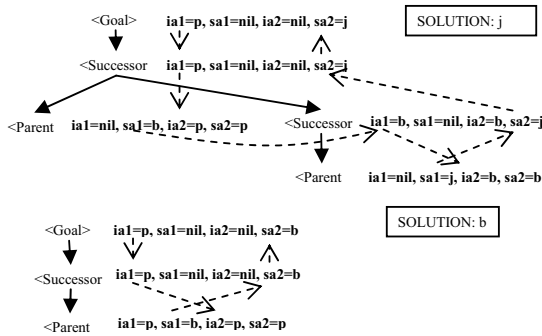 <Goal> ia1=p, sa1=nil, ia2=nil, sa2=j
SOLUTION: j
<Successor ia1=p, sa1=nil, ia2=nil, sa2=j
<Parent ia1=nil, sa1=b, ia2=p, sa2=p <Successor ia1=b, sa1=nil, ia2=b, sa2=j
<Parent ia1=nil, sa1=j, ia2=b, sa2=b
SOLUTION: b
<Goal> ia1=p, sa1=nil, ia2=nil, sa2=b
<Successor ia1=p, sa1=nil, ia2=nil, sa2=b
<Parent ia1=p, sa1=b, ia2=p, sa2=p